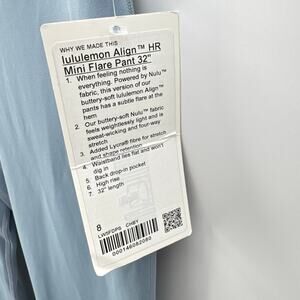 WHY WE MADE THIS
lululemon Align™ HR
Mini Flare Pant 32"
1. When feeling nothing is
everything. Powered by Nulu™
fabric, this version of our
buttery-soft lululemon Align™
pants has a subtle flare at the
hem
2. Our buttery-soft Nulu™ fabric
feels weightlessly light and is
sweat-wicking and four-way
stretch
3. Added Lycra® fibre for stretch
and shape retention
4. Waistband lies flat and won't
dig in
5. Back drop-in pocket
6. High rise
7. 32" length
8
LW5FDPS CHBY
000146082080